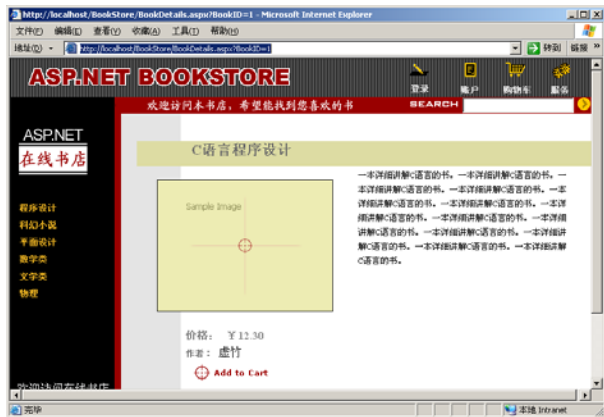 http://localhost/BookStore/BookDetails.aspx?BookID=1 - Microsoft Internet Explorer
文件(F) 编辑(E) 查看(V) 收藏(A) 工具(T) 帮助(H)
地址(D) http://localhost/BookStore/BookDetails.aspx?BookID=1 转到 链接 »
ASP.NET BOOKSTORE
登录 账户 购物车 服务
欢迎访问本书店，希望能找到您喜欢的书 SEARCH
ASP.NET
在线书店
程序设计
科幻小说
平面设计
数学类
文学类
物理
C语言程序设计
Sample Image
一本详细讲解C语言的书。一本详细讲解C语言的书。一
本详细讲解C语言的书。一本详细讲解C语言的书。一本
详细讲解C语言的书。一本详细讲解C语言的书。一本详
细讲解C语言的书。一本详细讲解C语言的书。一本详细
讲解C语言的书。一本详细讲解C语言的书。一本详细讲
解C语言的书。一本详细讲解C语言的书。一本详细讲解
C语言的书。
价格： ￥12.30
作者： 虚竹
Add to Cart
欢迎访问在线书店
完毕 本地 Intranet